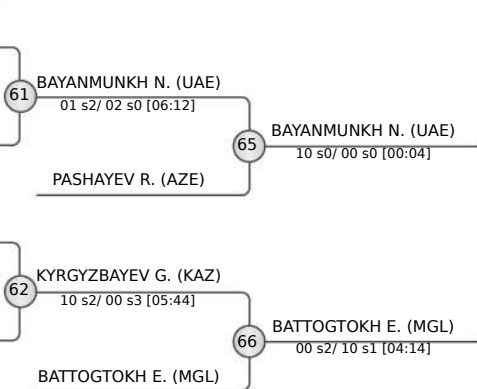 61
BAYANMUNKH N. (UAE)
01 s2/ 02 s0 [06:12]
65
BAYANMUNKH N. (UAE)
10 s0/ 00 s0 [00:04]
PASHAYEV R. (AZE)
62
KYRGYZBAYEV G. (KAZ)
10 s2/ 00 s3 [05:44]
66
BATTOGTOKH E. (MGL)
00 s2/ 10 s1 [04:14]
BATTOGTOKH E. (MGL)